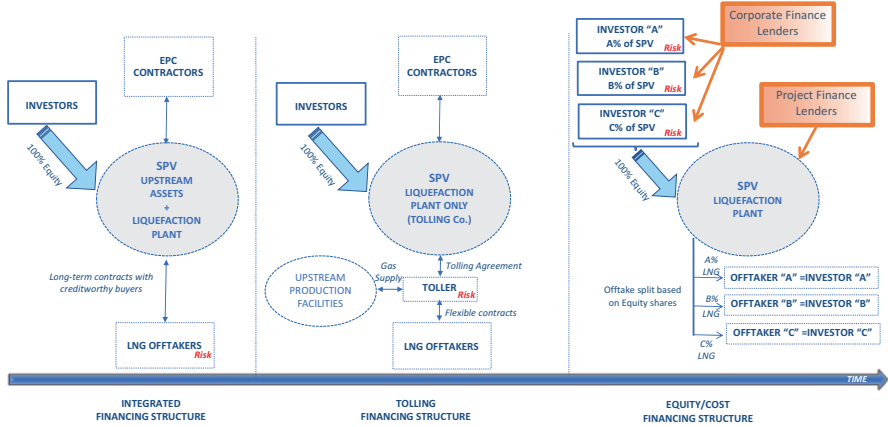 EPC
CONTRACTORS
INVESTORS
100% Equity
SPV
UPSTREAM
ASSETS
+
LIQUEFACTION
PLANT
Long-term contracts with
creditworthy buyers
LNG OFFTAKERS
Risk
EPC
CONTRACTORS
INVESTORS
100% Equity
SPV
LIQUEFACTION
PLANT ONLY
(TOLLING Co.)
Gas
Supply
Tolling Agreement
UPSTREAM
PRODUCTION
FACILITIES
TOLLER
Risk
Flexible contracts
LNG OFFTAKERS
INVESTOR “A”
A% of SPV
Risk
INVESTOR “B”
B% of SPV
Risk
INVESTOR “C”
C% of SPV
Risk
Corporate Finance
Lenders
Project Finance
Lenders
100% Equity
SPV
LIQUEFACTION
PLANT
Offtake split based
on Equity shares
A%
LNG
OFFTAKER “A” =INVESTOR “A”
B%
LNG
OFFTAKER “B” =INVESTOR “B”
C%
LNG
OFFTAKER “C” =INVESTOR “C”
TIME
INTEGRATED
FINANCING STRUCTURE
TOLLING
FINANCING STRUCTURE
EQUITY/COST
FINANCING STRUCTURE